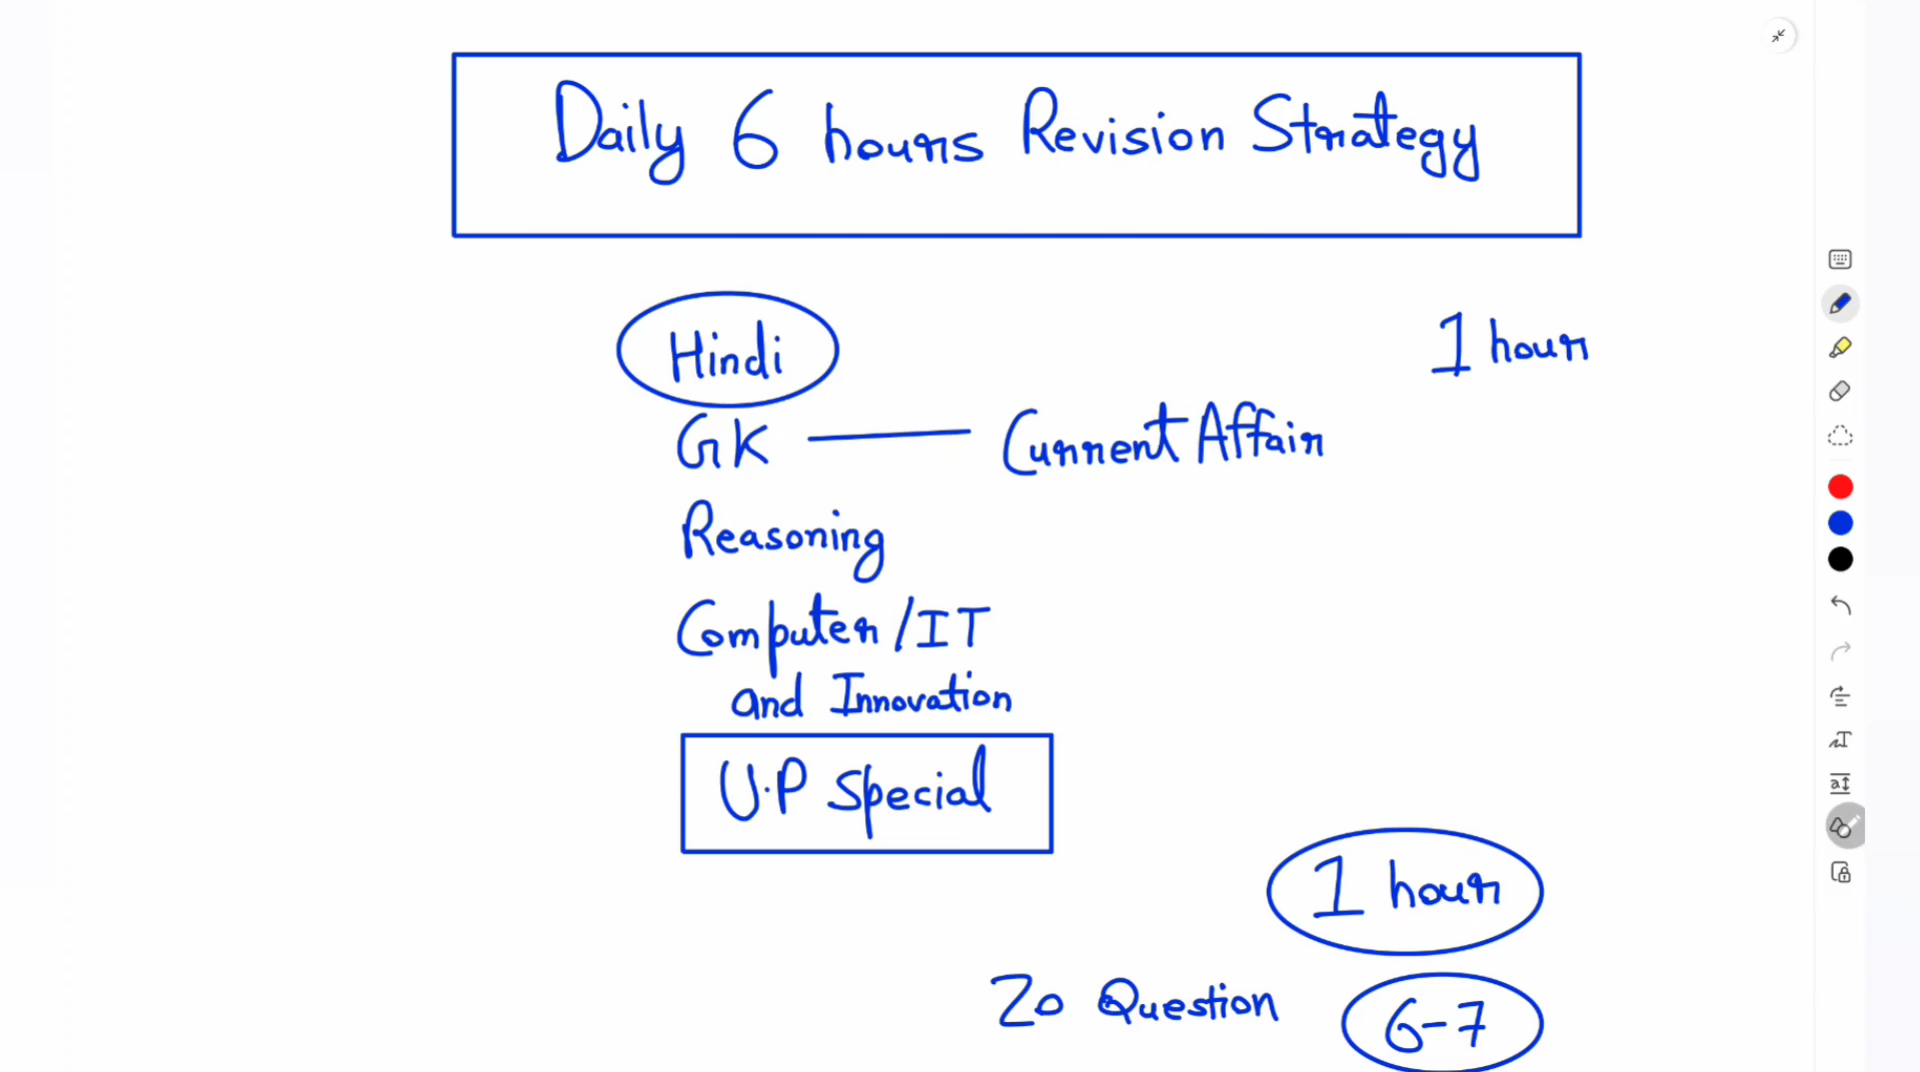 Daily 6 hours Revision Strategy
Hindi 1 hour
GK — Current Affair
Reasoning
Computer / IT
and Innovation
U.P Special
1 hour
20 Question 6-7